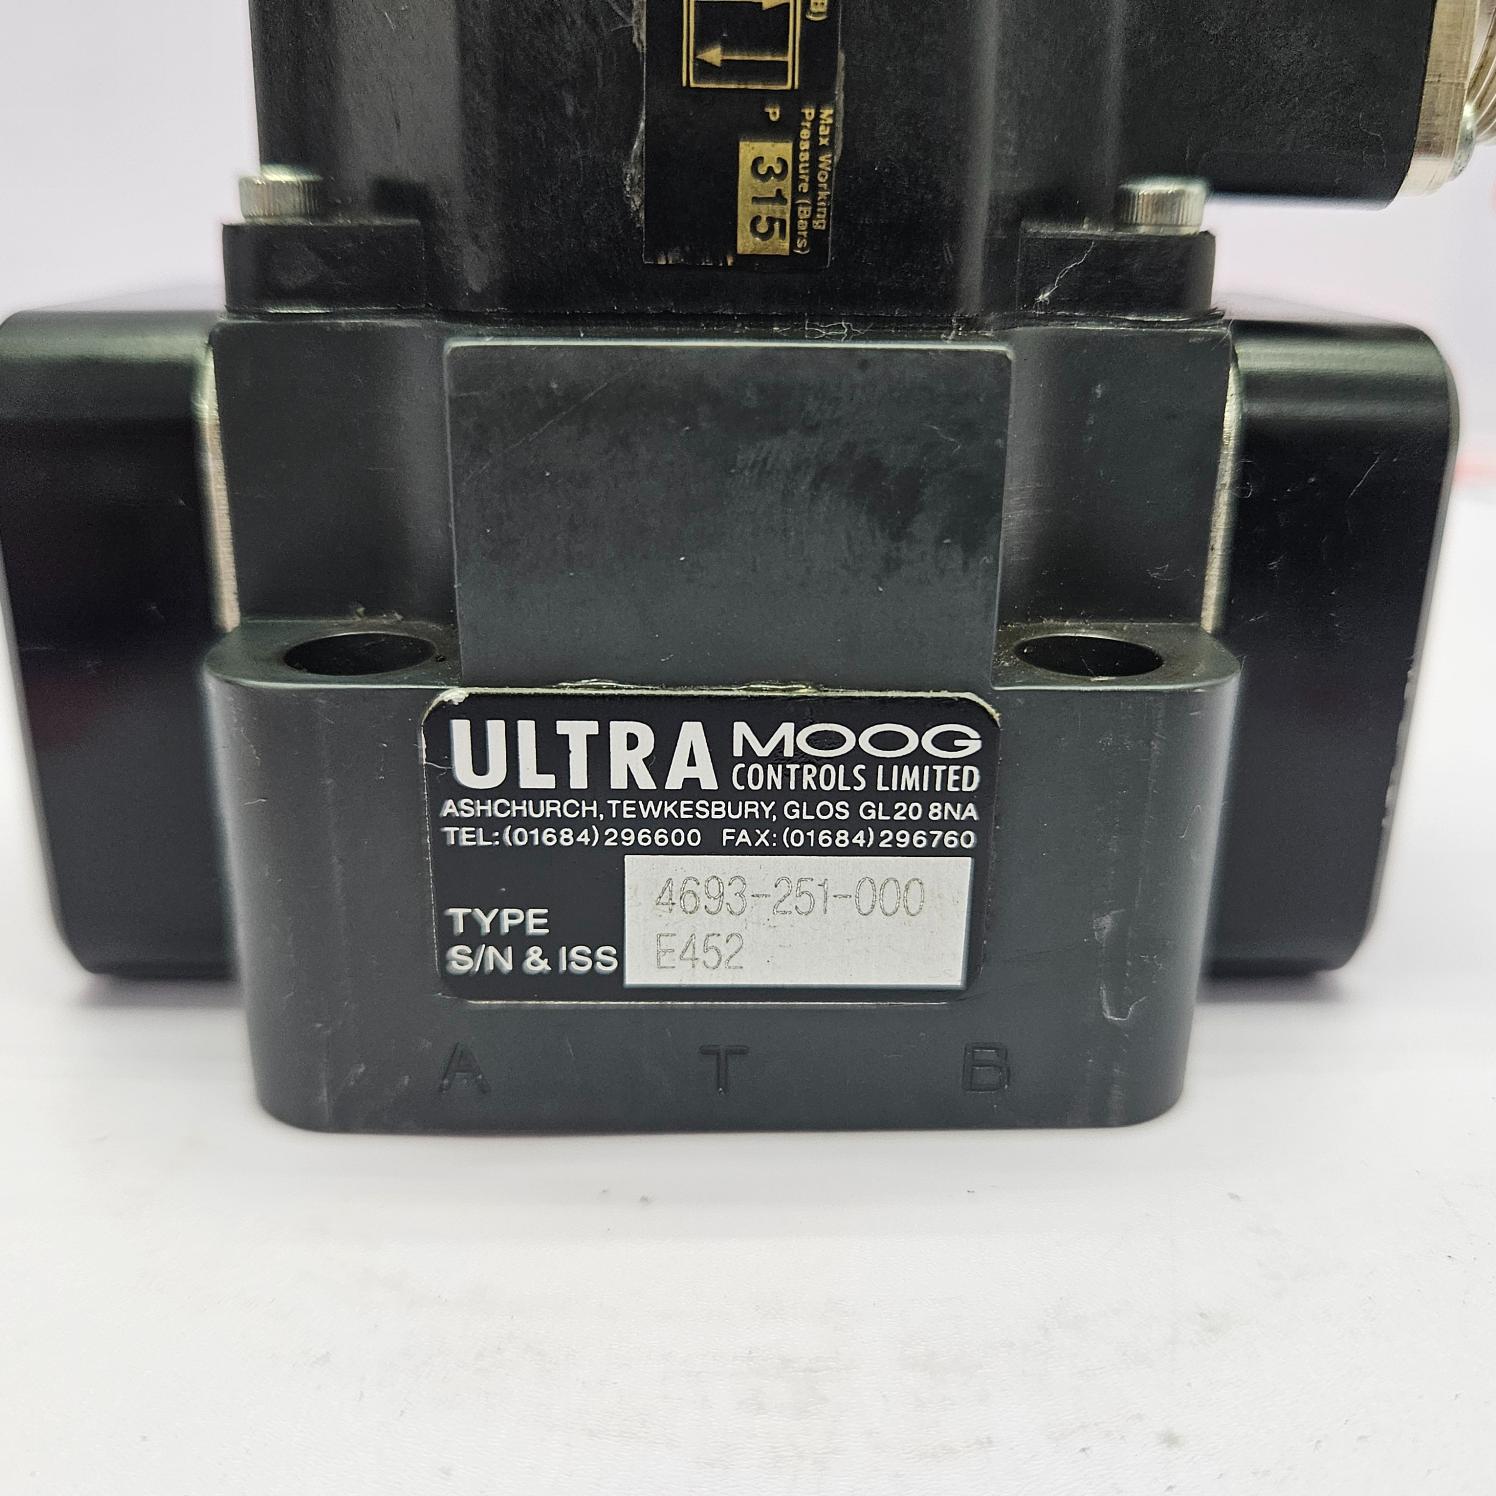 B)
P
Max Working
Pressure (Bars)
315
ULTRA MOOG
CONTROLS LIMITED
ASHCHURCH, TEWKESBURY, GLOS GL20 8NA
TEL: (01684) 296600 FAX: (01684) 296760
TYPE 4693-251-000
S/N & ISS E452
A T B